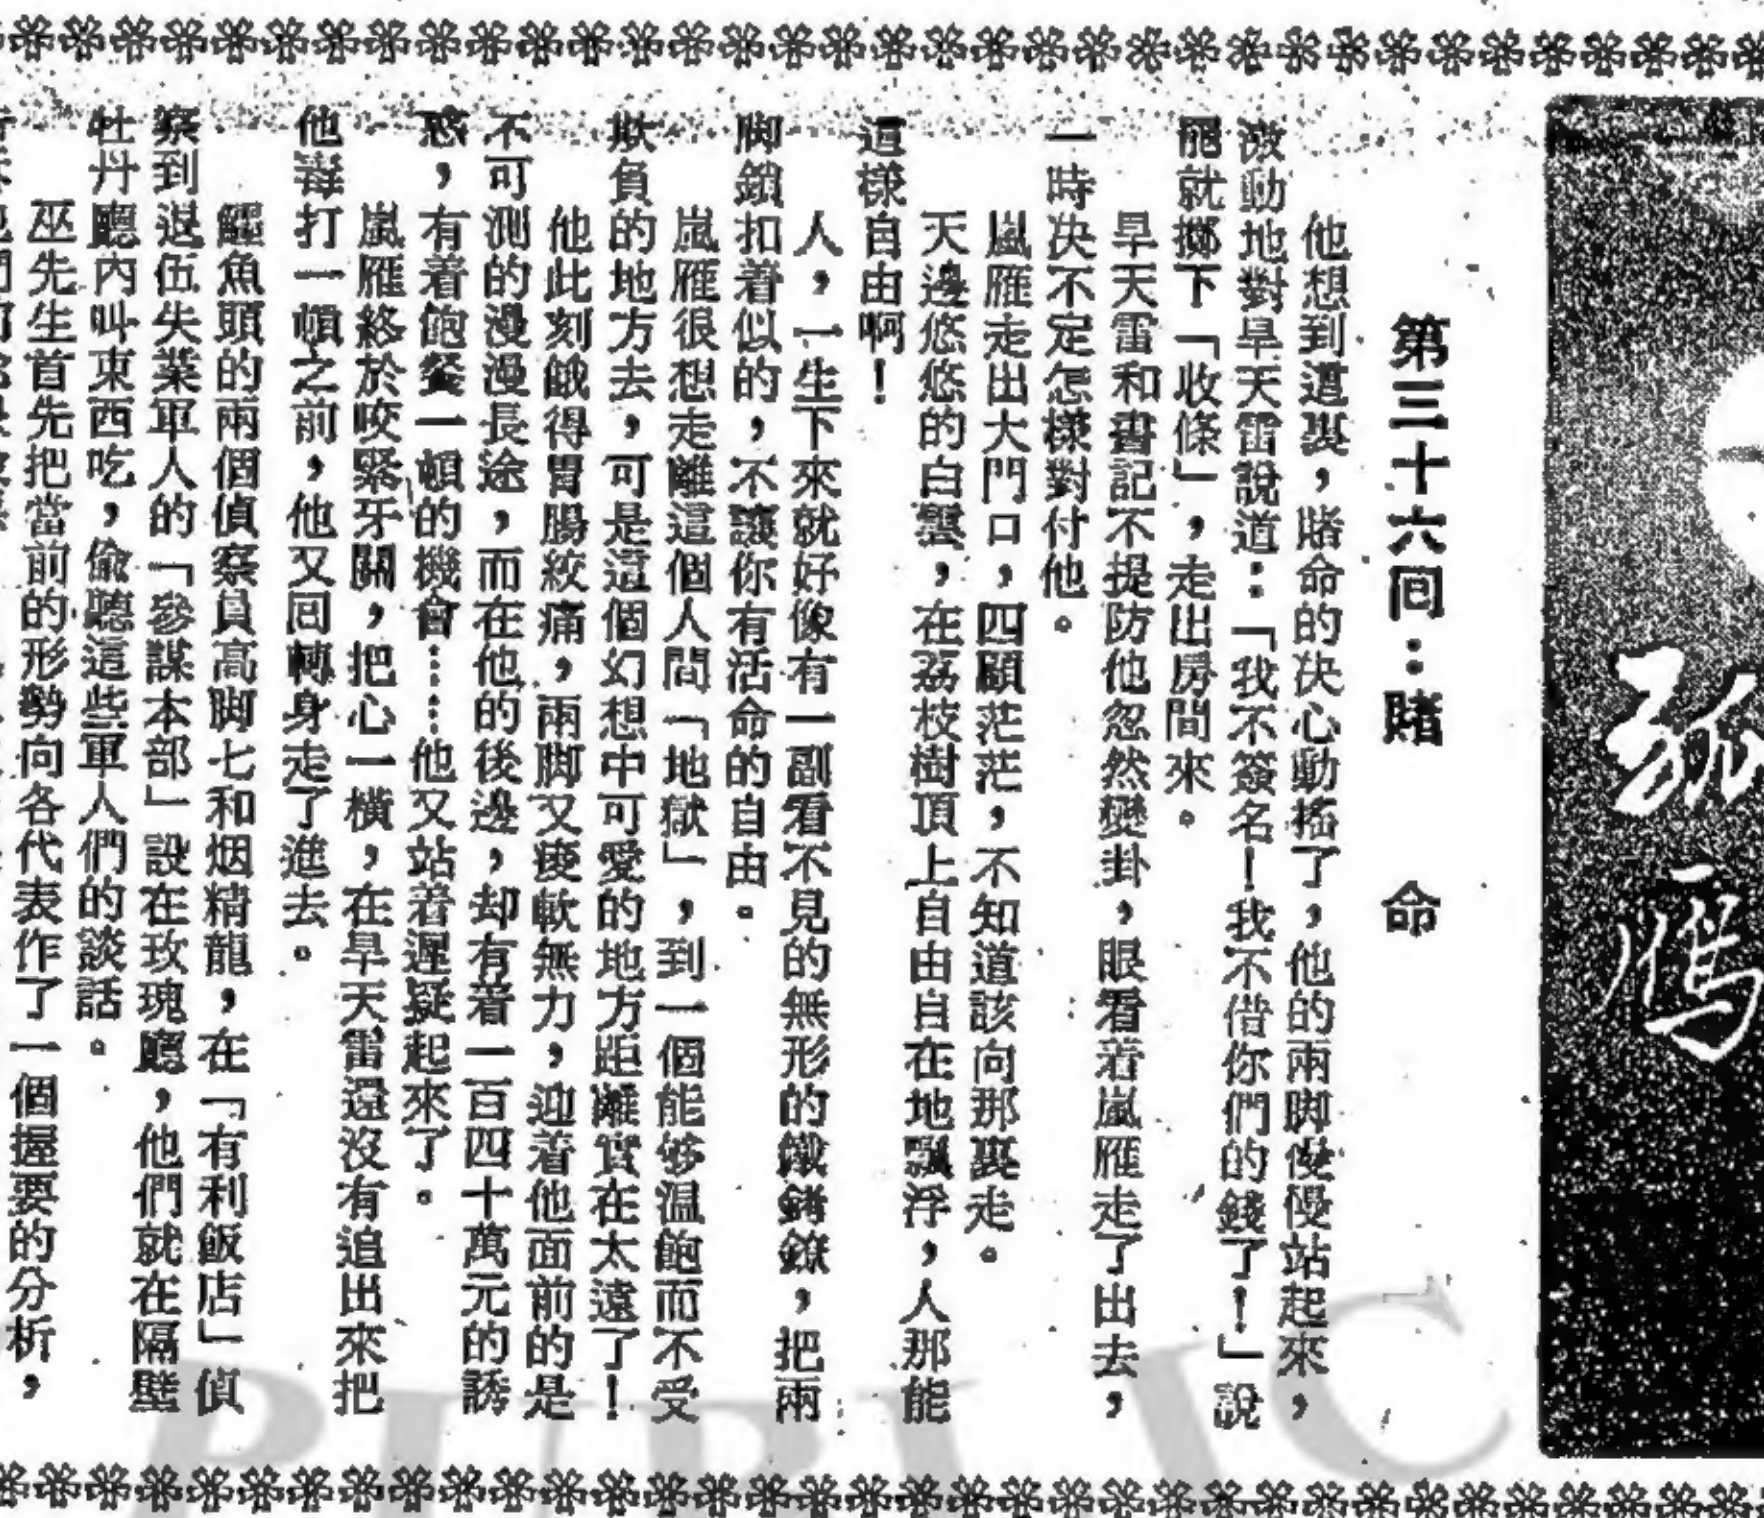 孤雁
第三十六回：賭　命
他想到這裏，賭命的決心動搖了，他的兩脚慢慢站起來，
激動地對旱天雷說道：「我不簽名！我不借你們的錢了！」說
罷就擲下「收條」，走出房間來。
旱天雷和書記不提防他忽然變卦，眼看着嵐雁走了出去，
一時決不定怎樣對付他。
嵐雁走出大門口，四顧茫茫，不知道該向那裏走。
天邊悠悠的白雲，在荔枝樹頂上自由自在地飄浮，人那能
這樣自由啊！
人，一生下來就好像有一副看不見的無形的鐵鐐，把兩
脚鎖扣着似的，不讓你有活命的自由。
嵐雁很想走離這個人間「地獄」，到一個能够温飽而不受
欺負的地方去，可是這個幻想中可愛的地方距離實在太遠了！
他此刻餓得胃腸絞痛，兩脚又痠軟無力，迎着他面前的是
不可測的漫漫長途，而在他的後邊，却有着一百四十萬元的誘
惑，有着飽餐一頓的機會……他又站着遲疑起來了。
嵐雁終於咬緊牙關，把心一橫，在旱天雷還沒有追出來把
他毒打一頓之前，他又回轉身走了進去。
鱷魚頭的兩個偵察員高脚七和烟精龍，在「有利飯店」偵
察到退伍失業軍人的「參謀本部」設在玫瑰廳，他們就在隔壁
牡丹廳內叫東西吃，偷聽這些軍人們的談話。
巫先生首先把當前的形勢向各代表作了一個握要的分析，
PUBLIC